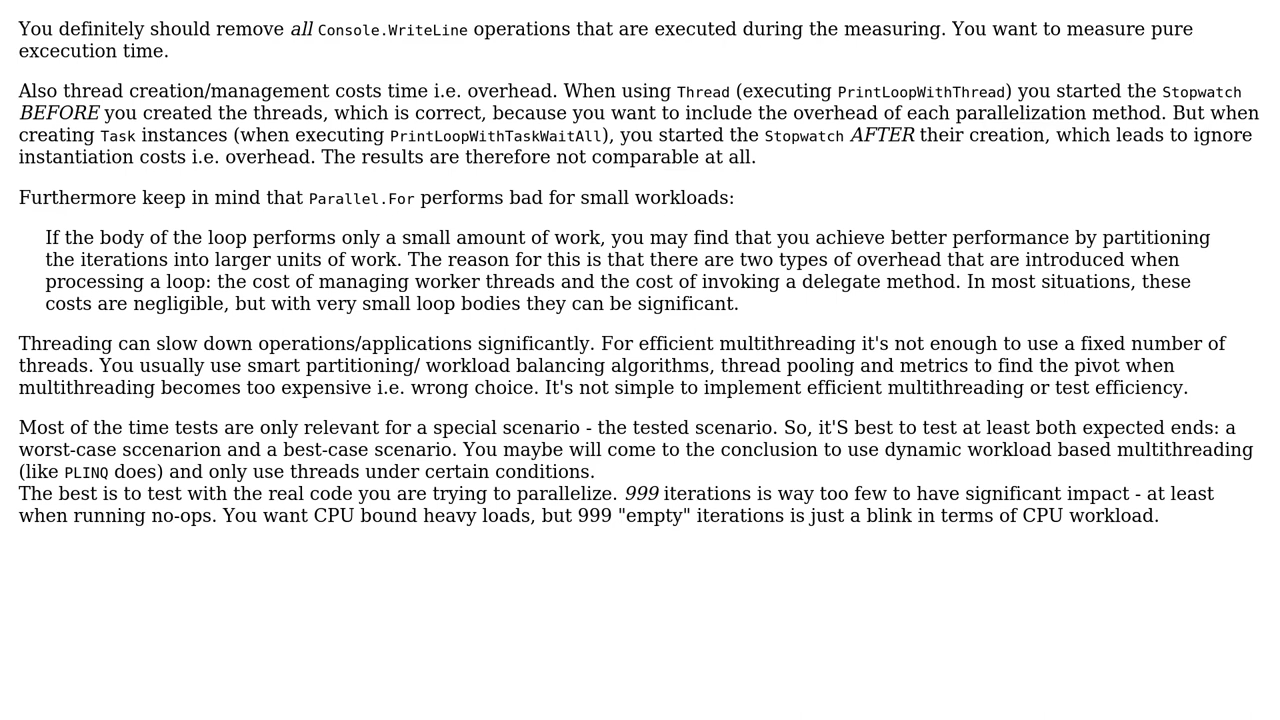 You definitely should remove all Console.WriteLine operations that are executed during the measuring. You want to measure pure
excecution time.
Also thread creation/management costs time i.e. overhead. When using Thread (executing PrintLoopWithThread) you started the Stopwatch
BEFORE you created the threads, which is correct, because you want to include the overhead of each parallelization method. But when
creating Task instances (when executing PrintLoopWithTaskWaitAll), you started the Stopwatch AFTER their creation, which leads to ignore
instantiation costs i.e. overhead. The results are therefore not comparable at all.
Furthermore keep in mind that Parallel.For performs bad for small workloads:
If the body of the loop performs only a small amount of work, you may find that you achieve better performance by partitioning
the iterations into larger units of work. The reason for this is that there are two types of overhead that are introduced when
processing a loop: the cost of managing worker threads and the cost of invoking a delegate method. In most situations, these
costs are negligible, but with very small loop bodies they can be significant.
Threading can slow down operations/applications significantly. For efficient multithreading it's not enough to use a fixed number of
threads. You usually use smart partitioning/ workload balancing algorithms, thread pooling and metrics to find the pivot when
multithreading becomes too expensive i.e. wrong choice. It's not simple to implement efficient multithreading or test efficiency.
Most of the time tests are only relevant for a special scenario - the tested scenario. So, it'S best to test at least both expected ends: a
worst-case sccenarion and a best-case scenario. You maybe will come to the conclusion to use dynamic workload based multithreading
(like PLINQ does) and only use threads under certain conditions.
The best is to test with the real code you are trying to parallelize. 999 iterations is way too few to have significant impact - at least
when running no-ops. You want CPU bound heavy loads, but 999 "empty" iterations is just a blink in terms of CPU workload.